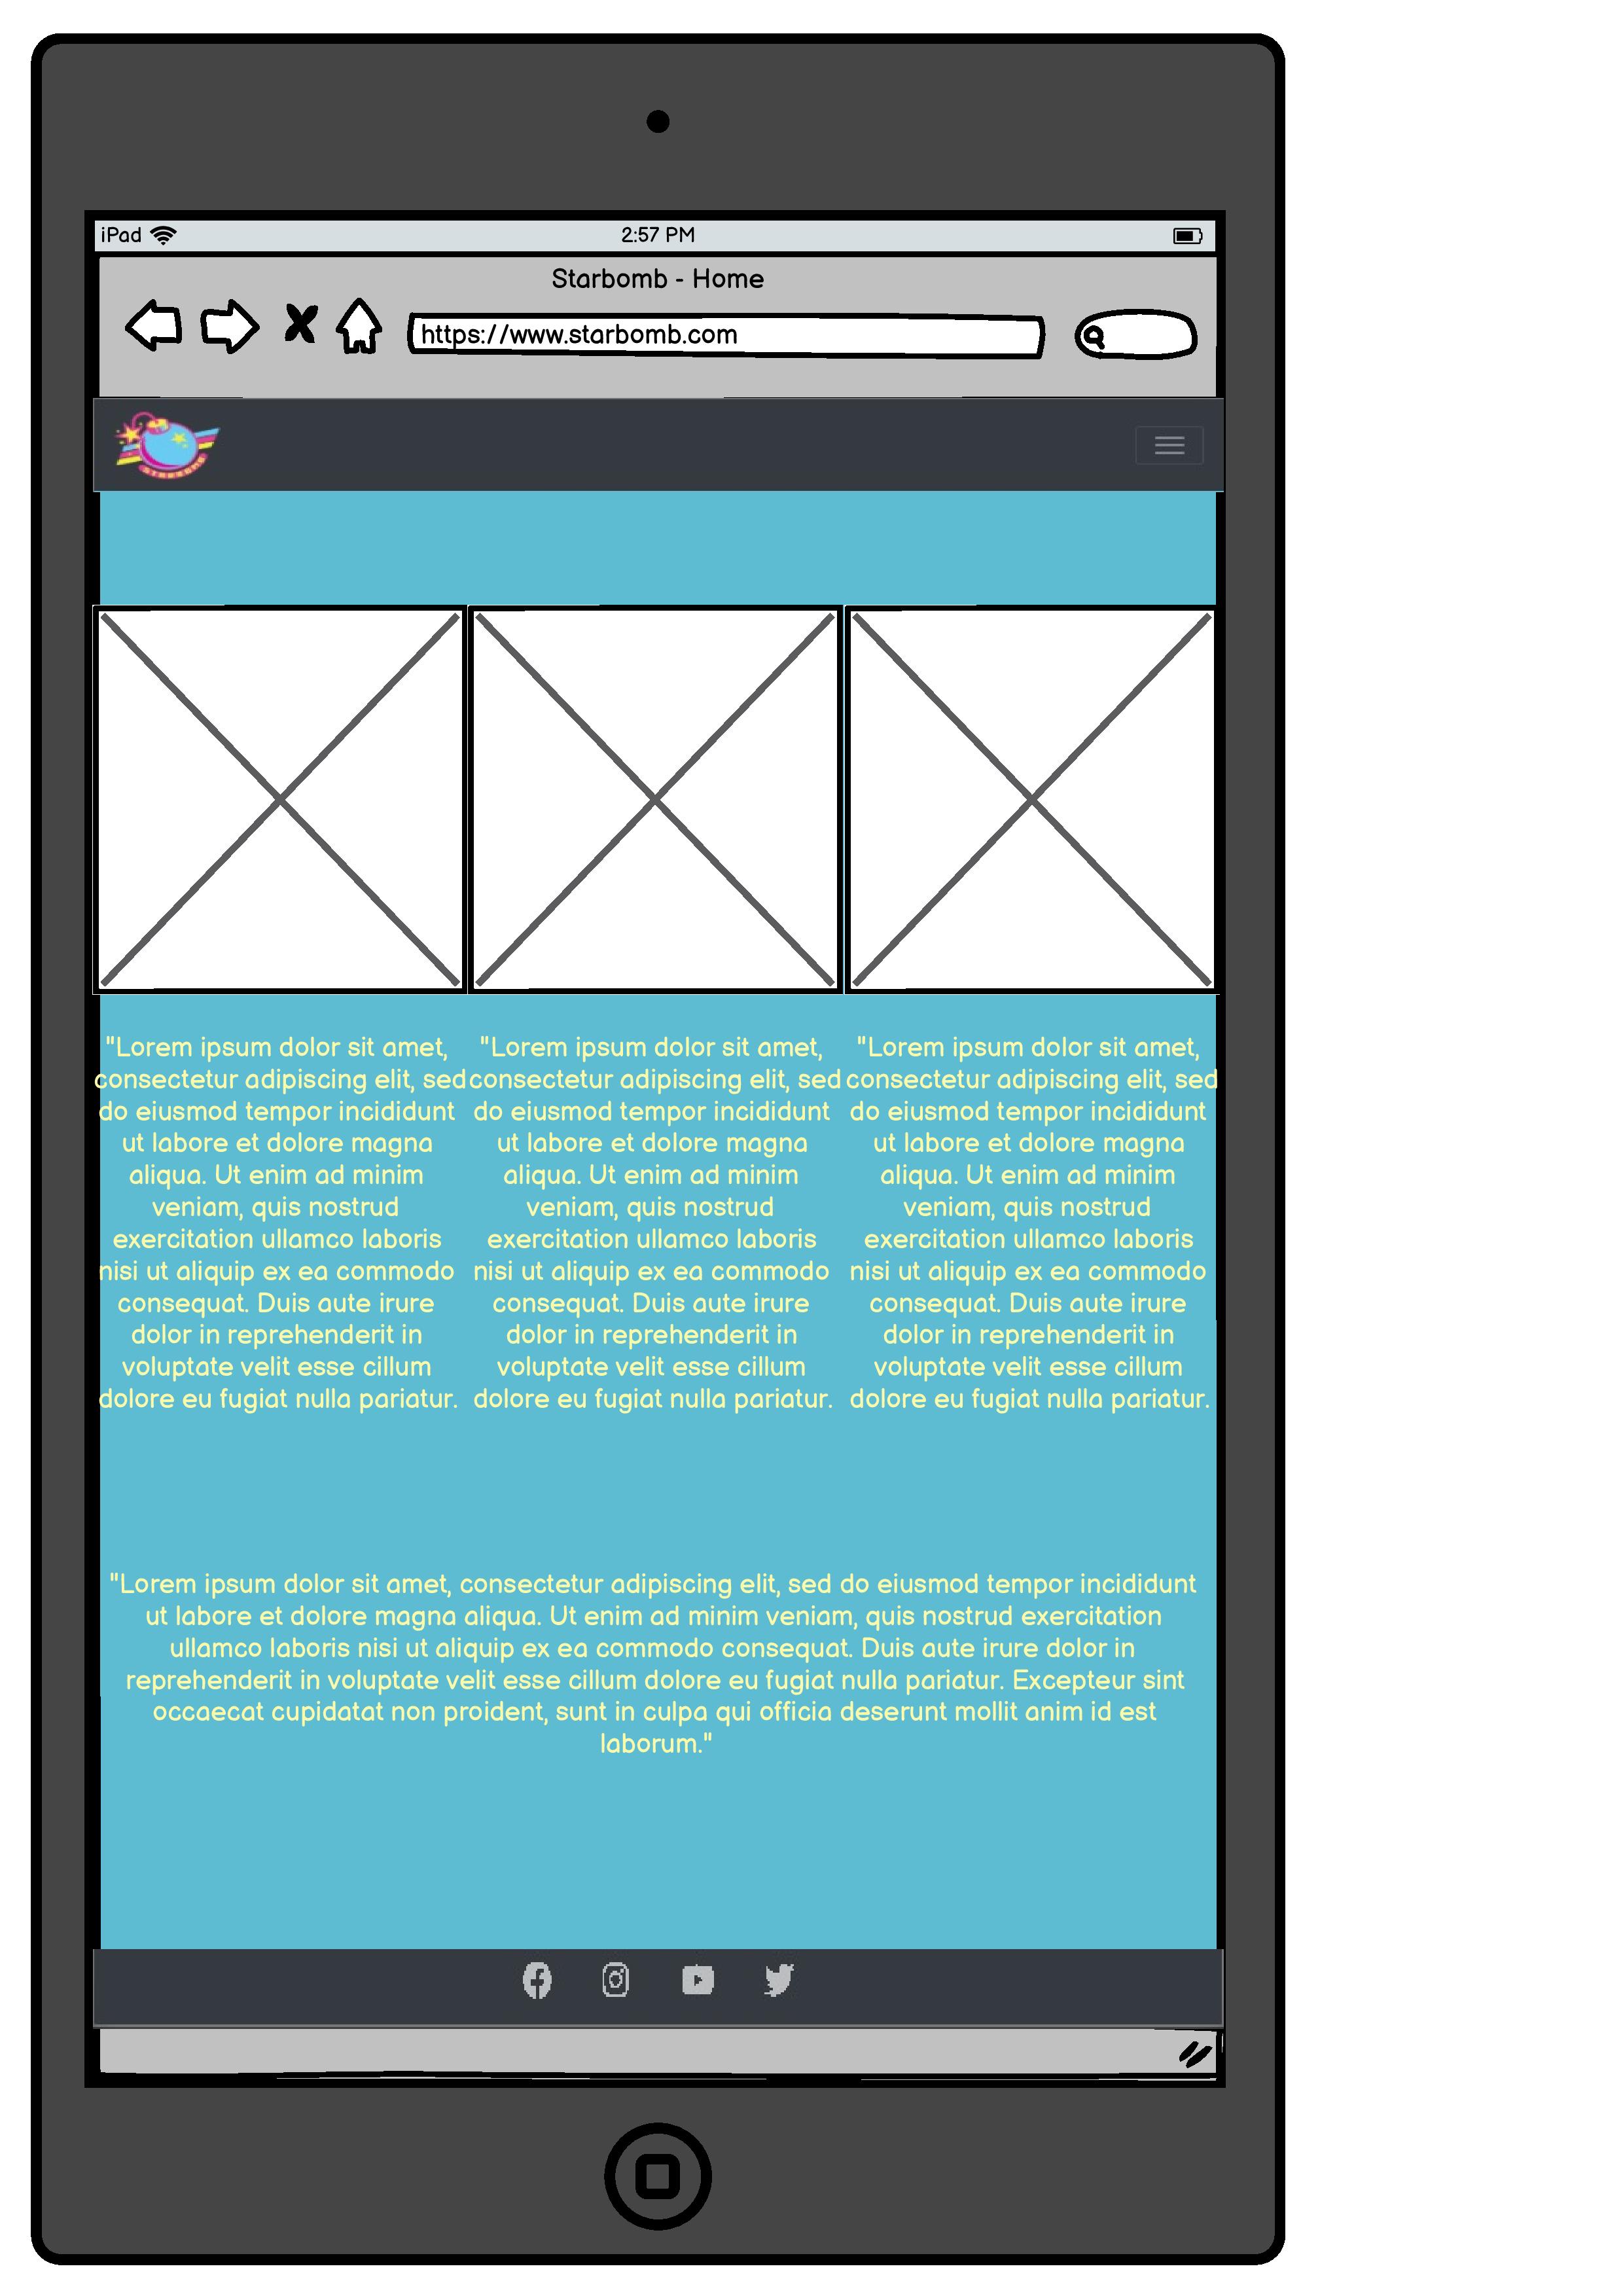 iPad
2:57 PM
Starbomb - Home
https://www.starbomb.com
STARBOMB
"Lorem ipsum dolor sit amet,
consectetur adipiscing elit, sed
do eiusmod tempor incididunt
ut labore et dolore magna
aliqua. Ut enim ad minim
veniam, quis nostrud
exercitation ullamco laboris
nisi ut aliquip ex ea commodo
consequat. Duis aute irure
dolor in reprehenderit in
voluptate velit esse cillum
dolore eu fugiat nulla pariatur.
"Lorem ipsum dolor sit amet,
consectetur adipiscing elit, sed
do eiusmod tempor incididunt
ut labore et dolore magna
aliqua. Ut enim ad minim
veniam, quis nostrud
exercitation ullamco laboris
nisi ut aliquip ex ea commodo
consequat. Duis aute irure
dolor in reprehenderit in
voluptate velit esse cillum
dolore eu fugiat nulla pariatur.
"Lorem ipsum dolor sit amet,
consectetur adipiscing elit, sed
do eiusmod tempor incididunt
ut labore et dolore magna
aliqua. Ut enim ad minim
veniam, quis nostrud
exercitation ullamco laboris
nisi ut aliquip ex ea commodo
consequat. Duis aute irure
dolor in reprehenderit in
voluptate velit esse cillum
dolore eu fugiat nulla pariatur.
"Lorem ipsum dolor sit amet, consectetur adipiscing elit, sed do eiusmod tempor incididunt
ut labore et dolore magna aliqua. Ut enim ad minim veniam, quis nostrud exercitation
ullamco laboris nisi ut aliquip ex ea commodo consequat. Duis aute irure dolor in
reprehenderit in voluptate velit esse cillum dolore eu fugiat nulla pariatur. Excepteur sint
occaecat cupidatat non proident, sunt in culpa qui officia deserunt mollit anim id est
laborum."